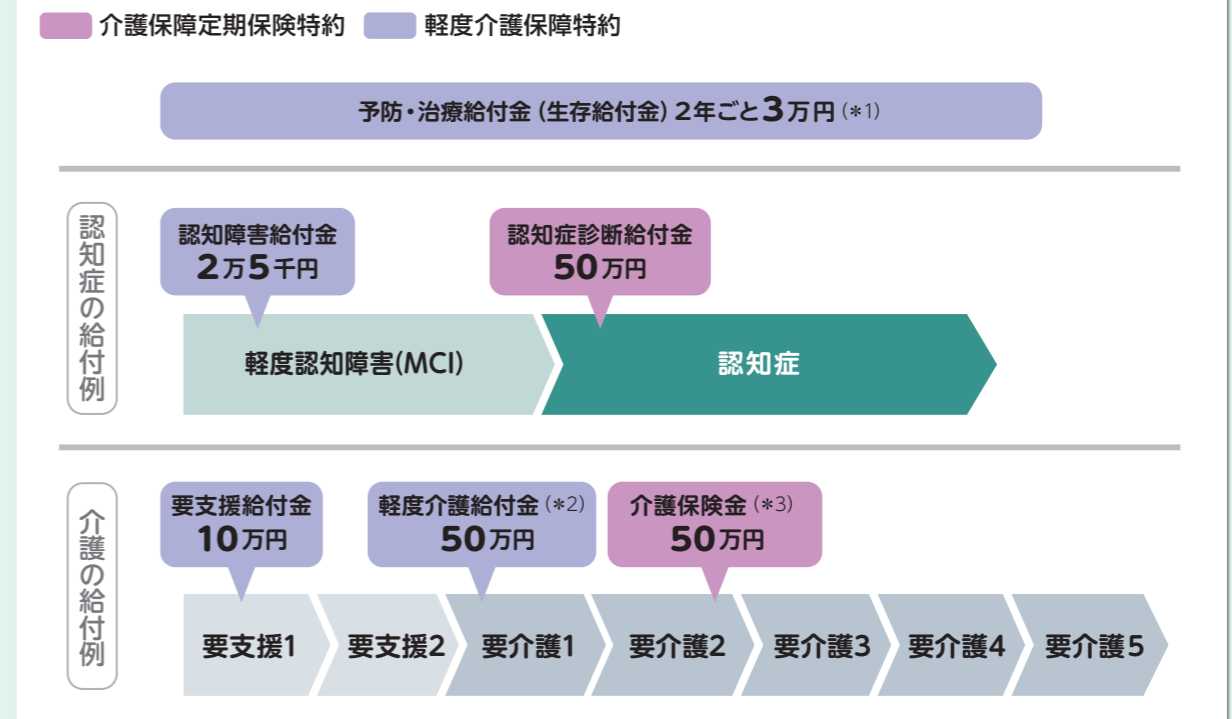 介護保障定期保険特約 軽度介護保障特約
予防・治療給付金(生存給付金)2年ごと3万円(*1)
認知症の給付例
認知障害給付金
2万5千円
認知症診断給付金
50万円
軽度認知障害(MCI)
認知症
介護の給付例
要支援給付金
10万円
軽度介護給付金(*2)
50万円
介護保険金(*3)
50万円
要支援1
要支援2
要介護1
要介護2
要介護3
要介護4
要介護5